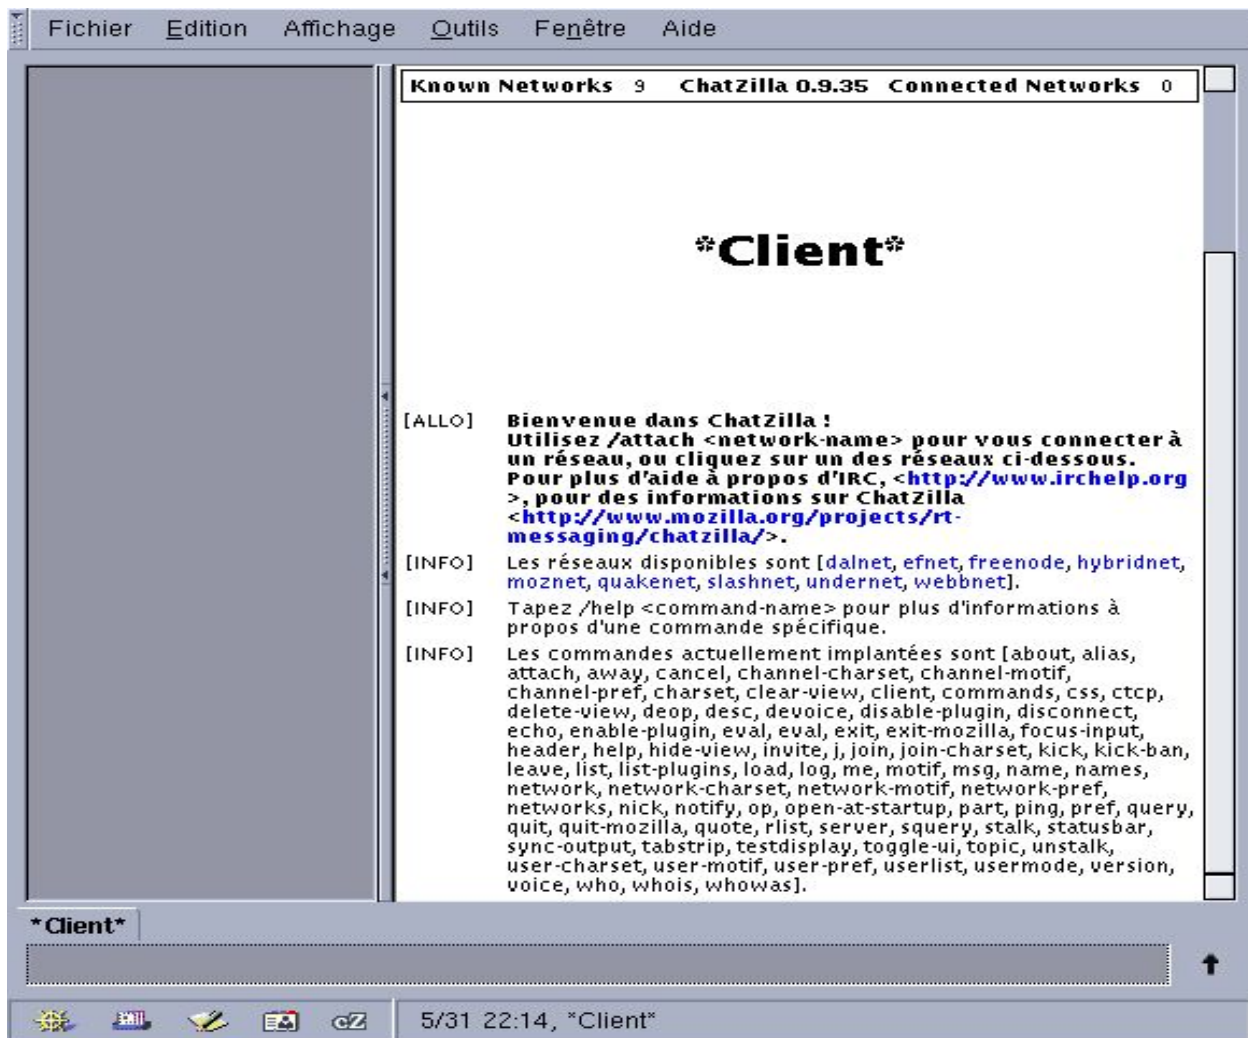 Fichier Edition Affichage Outils Fenêtre Aide
Known Networks 9 ChatZilla 0.9.35 Connected Networks 0
*Client*
[ALLO] Bienvenue dans ChatZilla !
Utilisez /attach <network-name> pour vous connecter à
un réseau, ou cliquez sur un des réseaux ci-dessous.
Pour plus d'aide à propos d'IRC, <http://www.irchelp.org
>, pour des informations sur ChatZilla
<http://www.mozilla.org/projects/rt-
messaging/chatzilla/>.
[INFO] Les réseaux disponibles sont [dalnet, efnet, freenode, hybridnet,
moznet, quakenet, slashnet, undernet, webbnet].
[INFO] Tapez /help <command-name> pour plus d'informations à
propos d'une commande spécifique.
[INFO] Les commandes actuellement implantées sont [about, alias,
attach, away, cancel, channel-charset, channel-motif,
channel-pref, charset, clear-view, client, commands, css, ctcp,
delete-view, deop, desc, devoice, disable-plugin, disconnect,
echo, enable-plugin, eval, eval, exit, exit-mozilla, focus-input,
header, help, hide-view, invite, j, join, join-charset, kick, kick-ban,
leave, list, list-plugins, load, log, me, motif, msg, name, names,
network, network-charset, network-motif, network-pref,
networks, nick, notify, op, open-at-startup, part, ping, pref, query,
quit, quit-mozilla, quote, rlist, server, squery, stalk, statusbar,
sync-output, tabstrip, testdisplay, toggle-ui, topic, unstalk,
user-charset, user-motif, user-pref, userlist, usermode, version,
voice, who, whois, whowas].
*Client*
cZ 5/31 22:14, *Client*